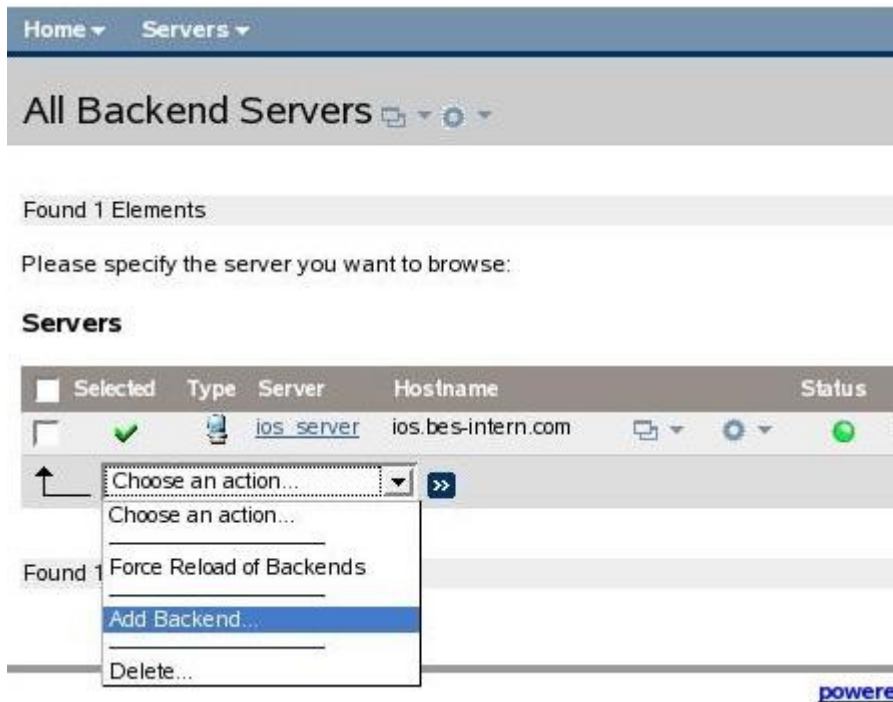 Home Servers
All Backend Servers
Found 1 Elements
Please specify the server you want to browse:
Servers
Selected Type Server Hostname Status
ios_server ios.bes-intern.com
Choose an action...
Choose an action...
Found 1
Force Reload of Backends
Add Backend...
Delete...
powere